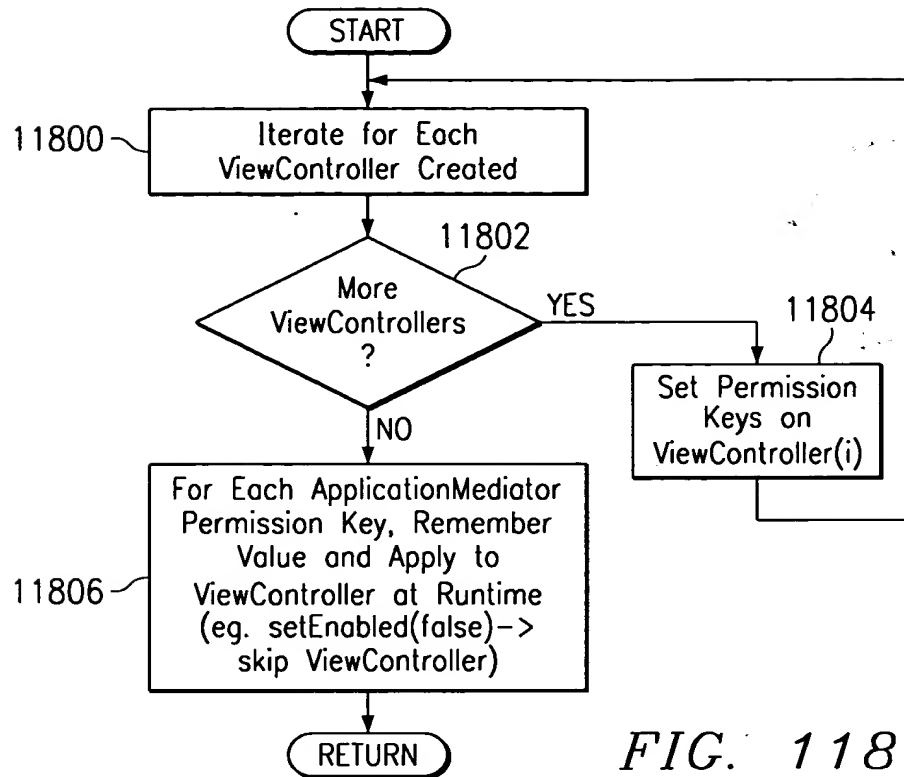 START
11800
Iterate for Each
ViewController Created
11802
More
ViewControllers
?
YES
11804
Set Permission
Keys on
ViewController(i)
NO
11806
For Each ApplicationMediator
Permission Key, Remember
Value and Apply to
ViewController at Runtime
(eg. setEnabled(false)->
skip ViewController)
RETURN
FIG. 118